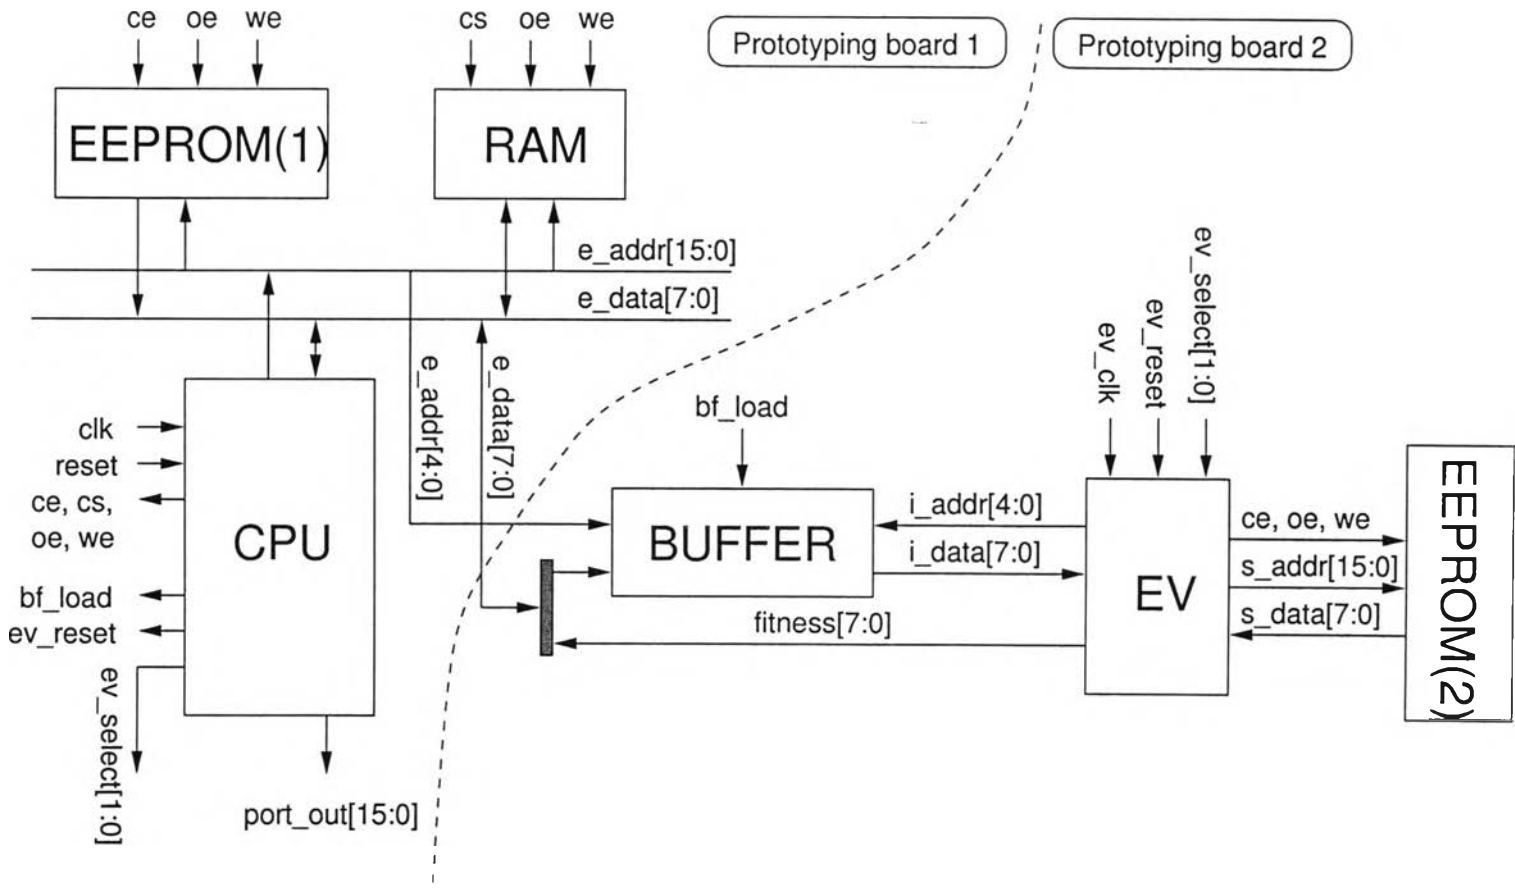 ce oe we
cs oe we
Prototyping board 1
Prototyping board 2
EEPROM(1)
RAM
e_addr[15:0]
e_data[7:0]
e_addr[4:0]
e_data[7:0]
ev_clk
ev_reset
ev_select[1:0]
clk
reset
ce, cs,
oe, we
bf_load
ev_reset
ev_select[1:0]
CPU
port_out[15:0]
bf_load
BUFFER
i_addr[4:0]
i_data[7:0]
fitness[7:0]
EV
ce, oe, we
s_addr[15:0]
s_data[7:0]
EEPROM(2)